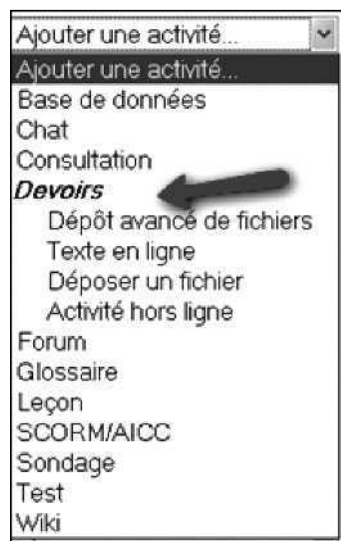 Ajouter une activité...
Ajouter une activité...
Base de données
Chat
Consultation
Devoirs
Dépôt avancé de fichiers
Texte en ligne
Déposer un fichier
Activité hors ligne
Forum
Glossaire
Leçon
SCORM/AICC
Sondage
Test
Wiki